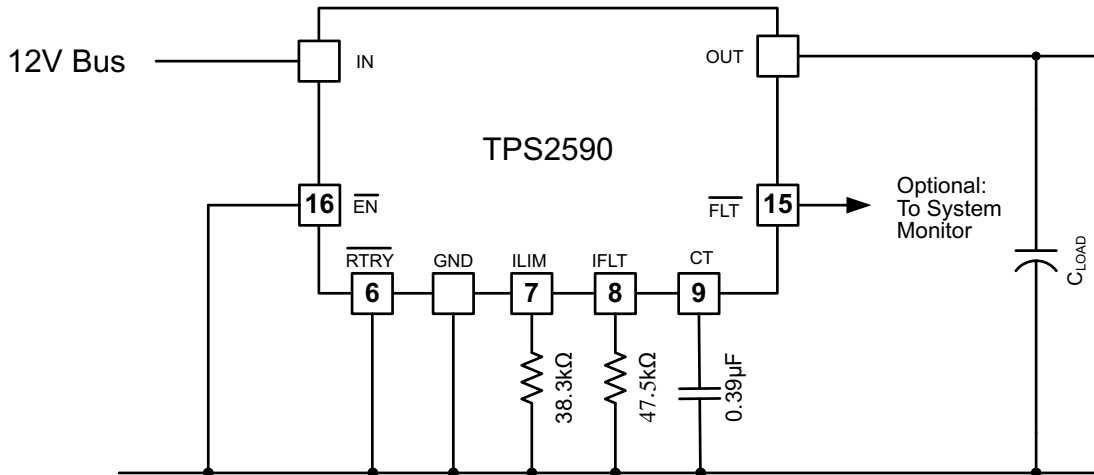 12V Bus
IN
OUT
TPS2590
16
EN
FLT
15
Optional:
To System
Monitor
RTRY
GND
ILIM
IFLT
CT
6
7
8
9
38.3kΩ
47.5kΩ
0.39µF
CLOAD